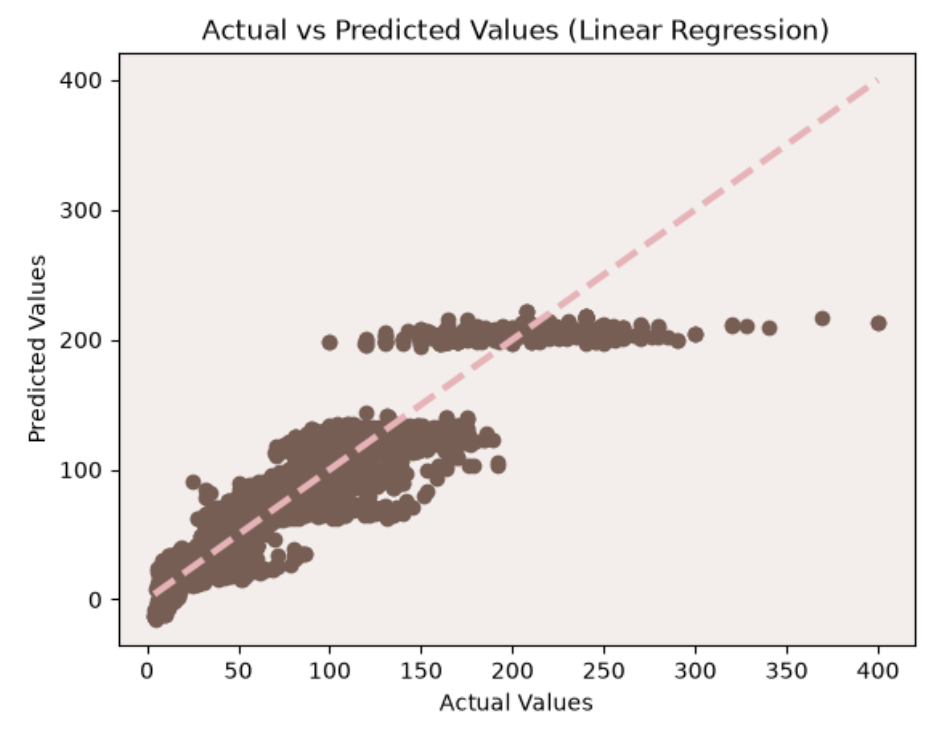 Actual vs Predicted Values (Linear Regression)
Predicted Values
400
300
200
100
0
0 50 100 150 200 250 300 350 400
Actual Values